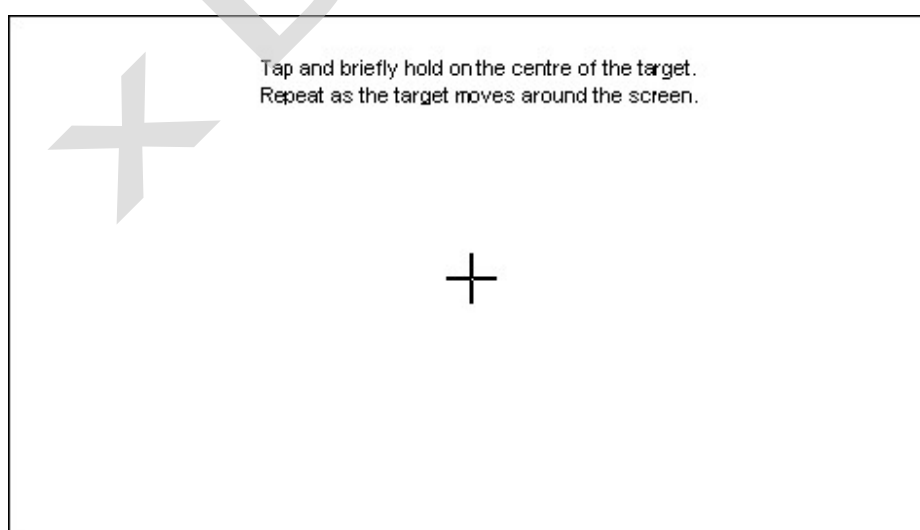 Tap and briefly hold on the centre of the target.
Repeat as the target moves around the screen.